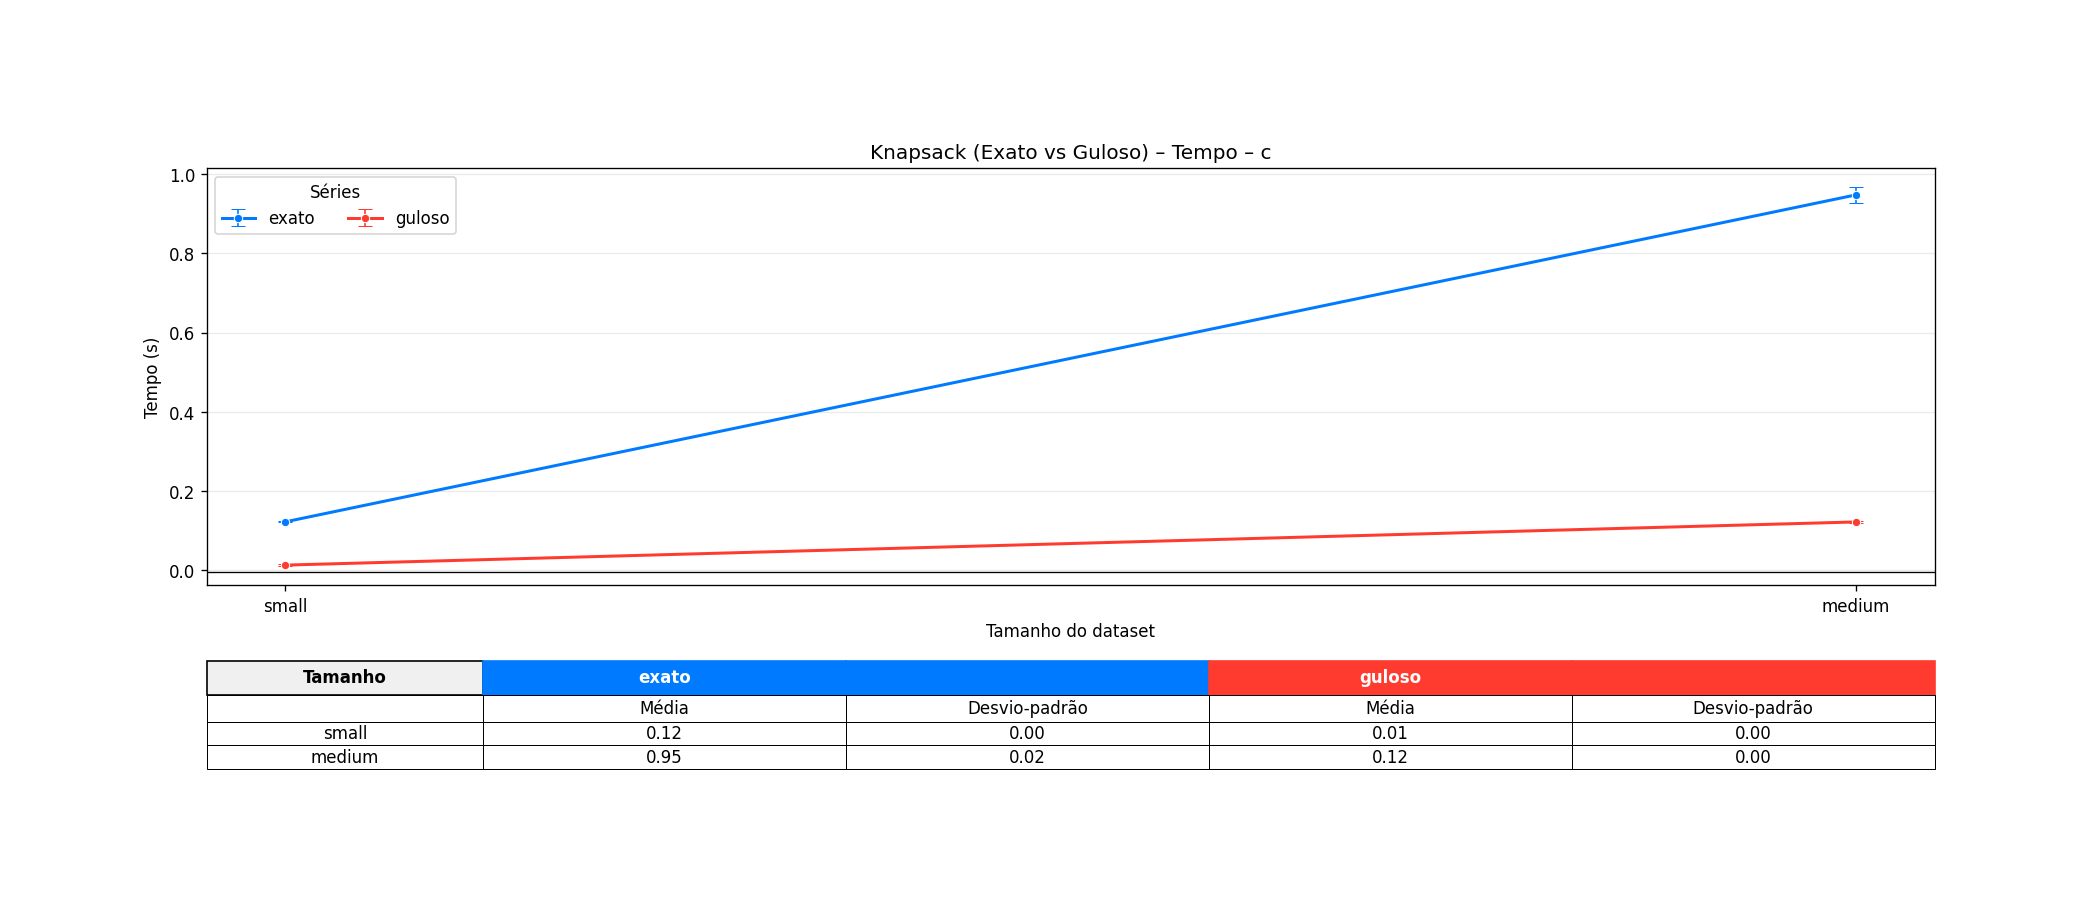 Knapsack (Exato vs Guloso) – Tempo – c
1.0
0.8
0.6
0.4
0.2
0.0
Tempo (s)
Séries
exato guloso
small medium
Tamanho do dataset
Tamanho exato guloso
Média Desvio-padrão Média Desvio-padrão
small 0.12 0.00 0.01 0.00
medium 0.95 0.02 0.12 0.00